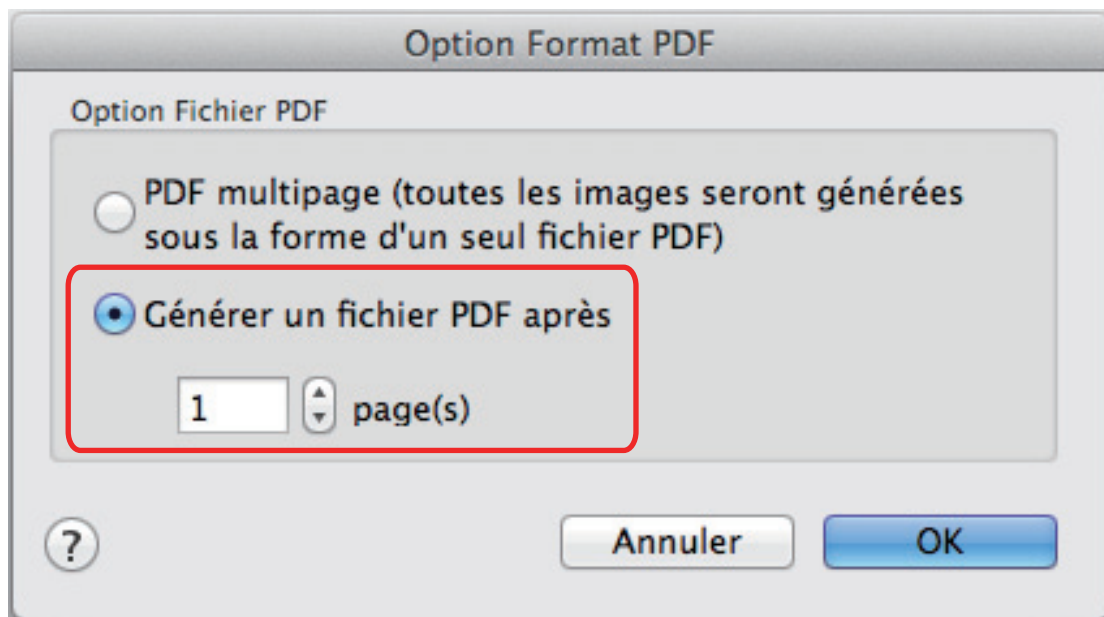 Option Format PDF
Option Fichier PDF
PDF multipage (toutes les images seront générées
sous la forme d'un seul fichier PDF)
Générer un fichier PDF après
1 page(s)
? Annuler OK